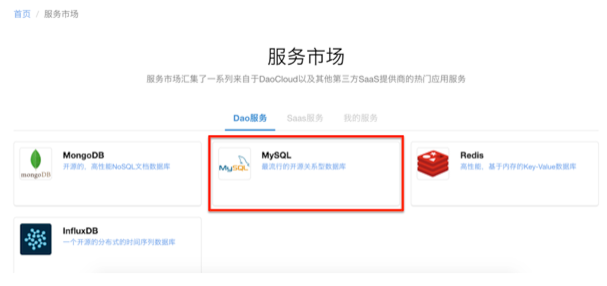 首页 / 服务市场
服务市场
服务市场汇集了一系列来自于DaoCloud以及其他第三方SaaS提供商的热门应用服务
Dao服务 Saas服务 我的服务
mongoDB
MongoDB
开源的、高性能NoSQL文档数据库
MySQL
MySQL
最流行的开源关系型数据库
Redis
高性能、基于内存的Key-Value数据库
InfluxDB
一个开源的分布式的时间序列数据库